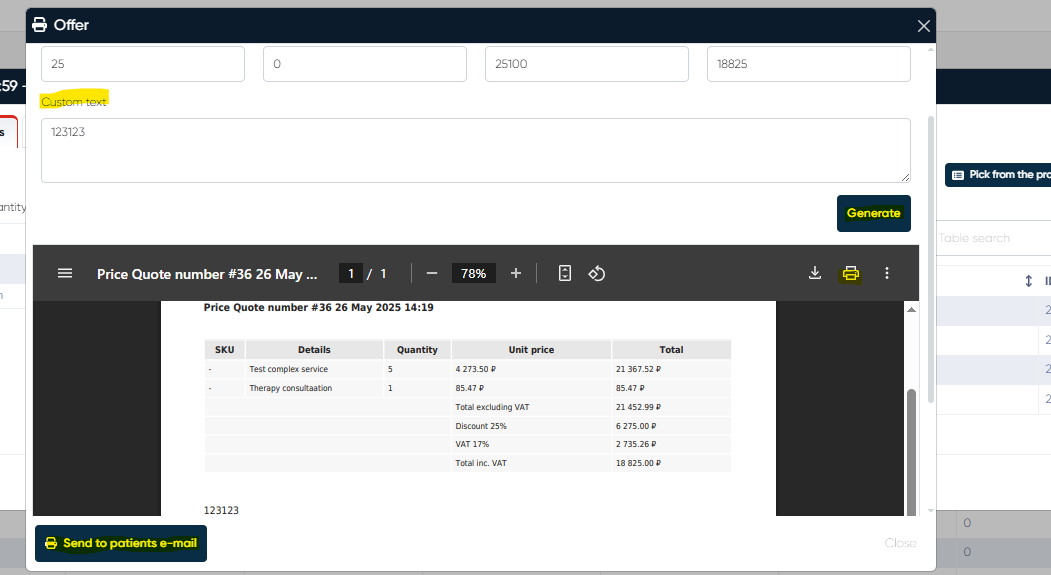 Offer
:59 -
25 0 25100 18825
Custom text
123123
Pick from the pro
Generate
antity
Table search
Price Quote number #36 26 May ... 1 / 1 78%
Price Quote number #36 26 May 2025 14:19
SKU Details Quantity Unit price Total
- Test complex service 5 4 273.50 ₽ 21 367.52 ₽
- Therapy consultaation 1 85.47 ₽ 85.47 ₽
Total excluding VAT 21 452.99 ₽
Discount 25% 6 275.00 ₽
VAT 17% 2 735.26 ₽
Total inc. VAT 18 825.00 ₽
123123
0
Send to patients e-mail Close
0